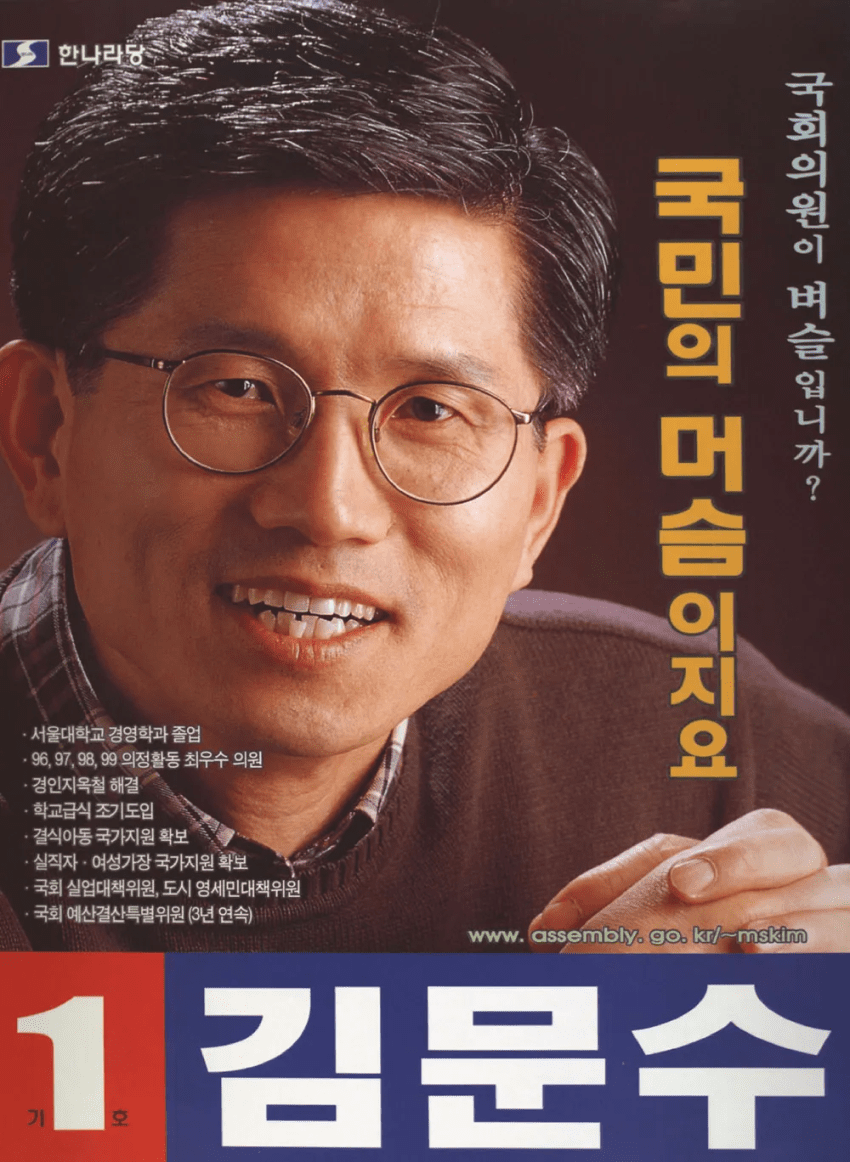 한나라당
국회의원이 벼슬입니까?
국민의 머슴이지요
· 서울대학교 경영학과 졸업
· 96, 97, 98, 99 의정활동 최우수 의원
· 경인지옥철 해결
· 학교급식 조기도입
· 결식아동 국가지원 확보
· 실직자 · 여성가장 국가지원 확보
· 국회 실업대책위원, 도시 영세민대책위원
· 국회 예산결산특별위원 (3년 연속)
www. assembly. go. kr/~mskim
기 1 호
김문수